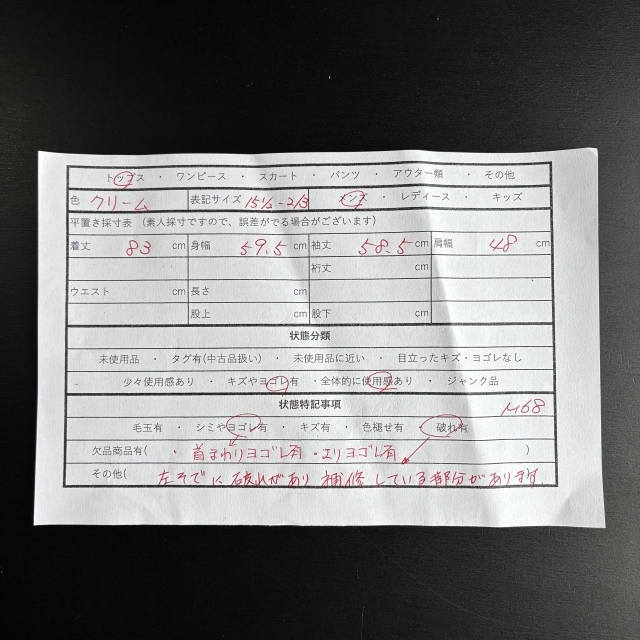 トップス ・ ワンピース ・ スカート ・ パンツ ・ アウター類 ・ その他
色 クリーム 表記サイズ 15½-2/3 メンズ ・ レディース ・ キッズ
平置き採寸表 (素人採寸ですので、誤差がでる場合がございます)
着丈 83 cm 身幅 59.5 cm 袖丈 58.5 cm 肩幅 48 cm
裄丈 cm
ウエスト cm 長さ cm
股上 cm 股下 cm
状態分類
未使用品 ・ タグ有(中古品扱い) ・ 未使用品に近い ・ 目立ったキズ・ヨゴレなし
少々使用感あり ・ キズやヨゴレ有 ・全体的に使用感あり ・ ジャンク品
状態特記事項 M68
毛玉有 ・ シミやヨゴレ有 ・ キズ有 ・ 色褪せ有 ・ 破れ有
欠品商品有( ・首まわりヨゴレ有 ・エリヨゴレ有 )
その他( 左そでに破れがあり補修している部分があります